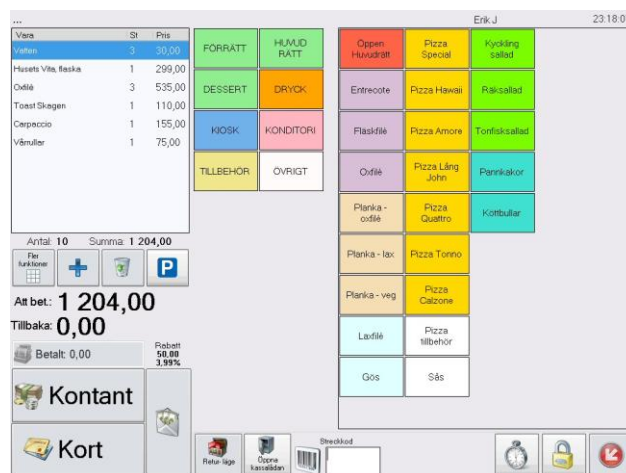 ...
Erik J
23:18:0
Vara St Pris
Vatten 3 30,00
Husets Vita, flaska 1 299,00
Oxfilé 3 535,00
Toast Skagen 1 110,00
Carpaccio 1 155,00
Vårrullar 1 75,00
Antal: 10 Summa: 1 204,00
Fler
funktioner
P
Att bet.: 1 204,00
Tillbaka: 0,00
Betalt: 0,00
Rabatt
50,00
3,99%
Kontant
Kort
FÖRRÄTT
HUVUD
RÄTT
DESSERT
DRYCK
KIOSK
KONDITORI
TILLBEHÖR
ÖVRIGT
Öppen
Huvudrätt
Pizza
Special
Kyckling
sallad
Entrecote
Pizza Hawaii
Räksallad
Fläskfilé
Pizza Amore
Tonfisksallad
Oxfilé
Pizza Lång
John
Pannkakor
Planka -
oxfilé
Pizza
Quattro
Köttbullar
Planka - lax
Pizza Tonno
Planka - veg
Pizza
Calzone
Laxfilé
Pizza
tillbehör
Gös
Sås
Retur- läge
Öppna
kassalådan
Streckkod